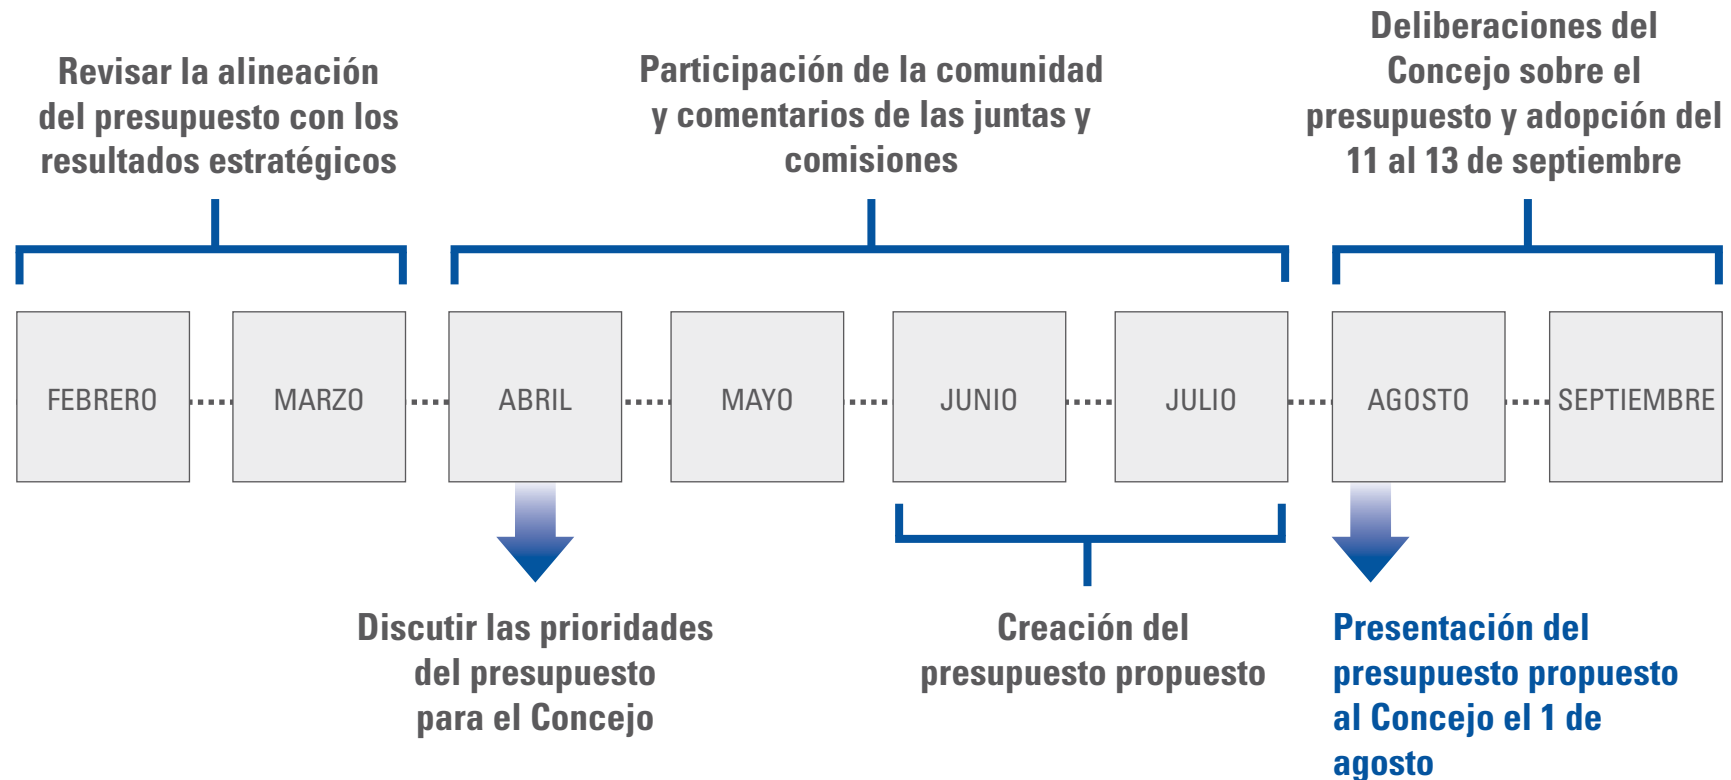 Revisar la alineación
del presupuesto con los
resultados estratégicos
Participación de la comunidad
y comentarios de las juntas y
comisiones
Deliberaciones del
Concejo sobre el
presupuesto y adopción del
11 al 13 de septiembre
FEBRERO
MARZO
ABRIL
MAYO
JUNIO
JULIO
AGOSTO
SEPTIEMBRE
Discutir las prioridades
del presupuesto
para el Concejo
Creación del
presupuesto propuesto
Presentación del
presupuesto propuesto
al Concejo el 1 de
agosto